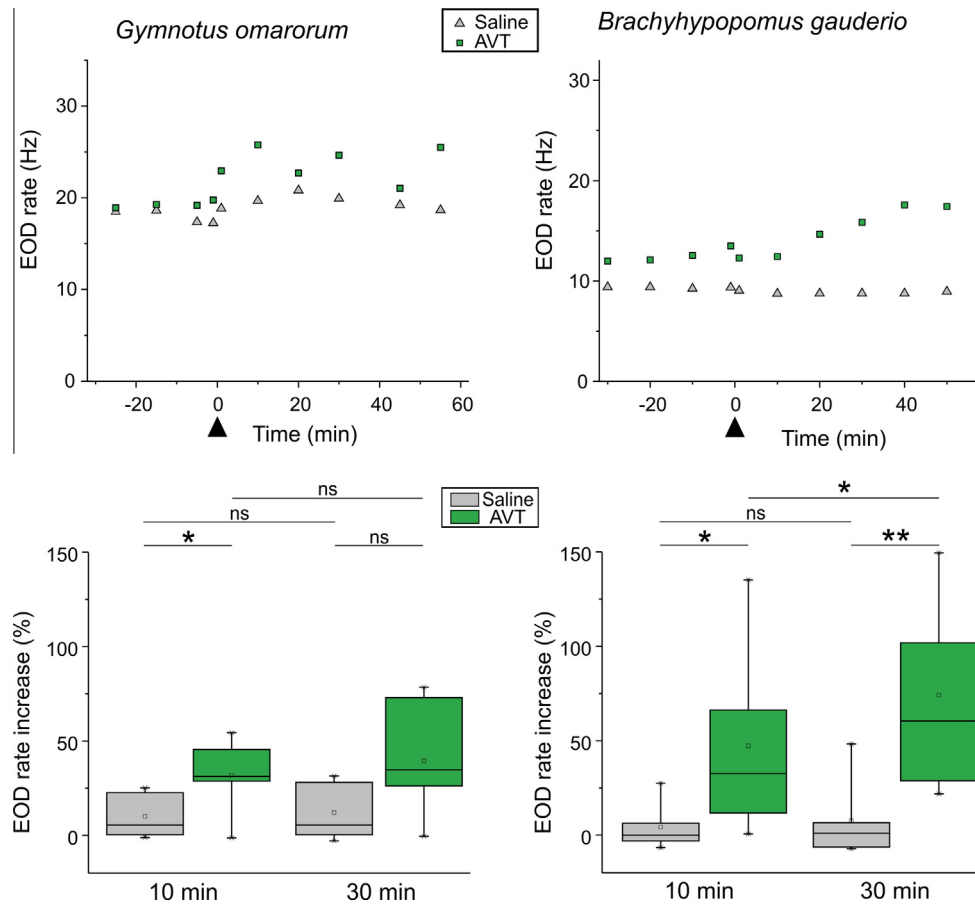 Gymnotus omarorum
Saline
AVT
Brachyhypopomus gauderio
EOD rate (Hz)
30
20
10
0
-20 0 20 40 60
Time (min)
EOD rate (Hz)
30
20
10
0
-20 0 20 40
Time (min)
Saline
AVT
ns
ns
* ns
EOD rate increase (%)
150
100
50
0
10 min 30 min
*
ns
* **
EOD rate increase (%)
150
100
50
0
10 min 30 min